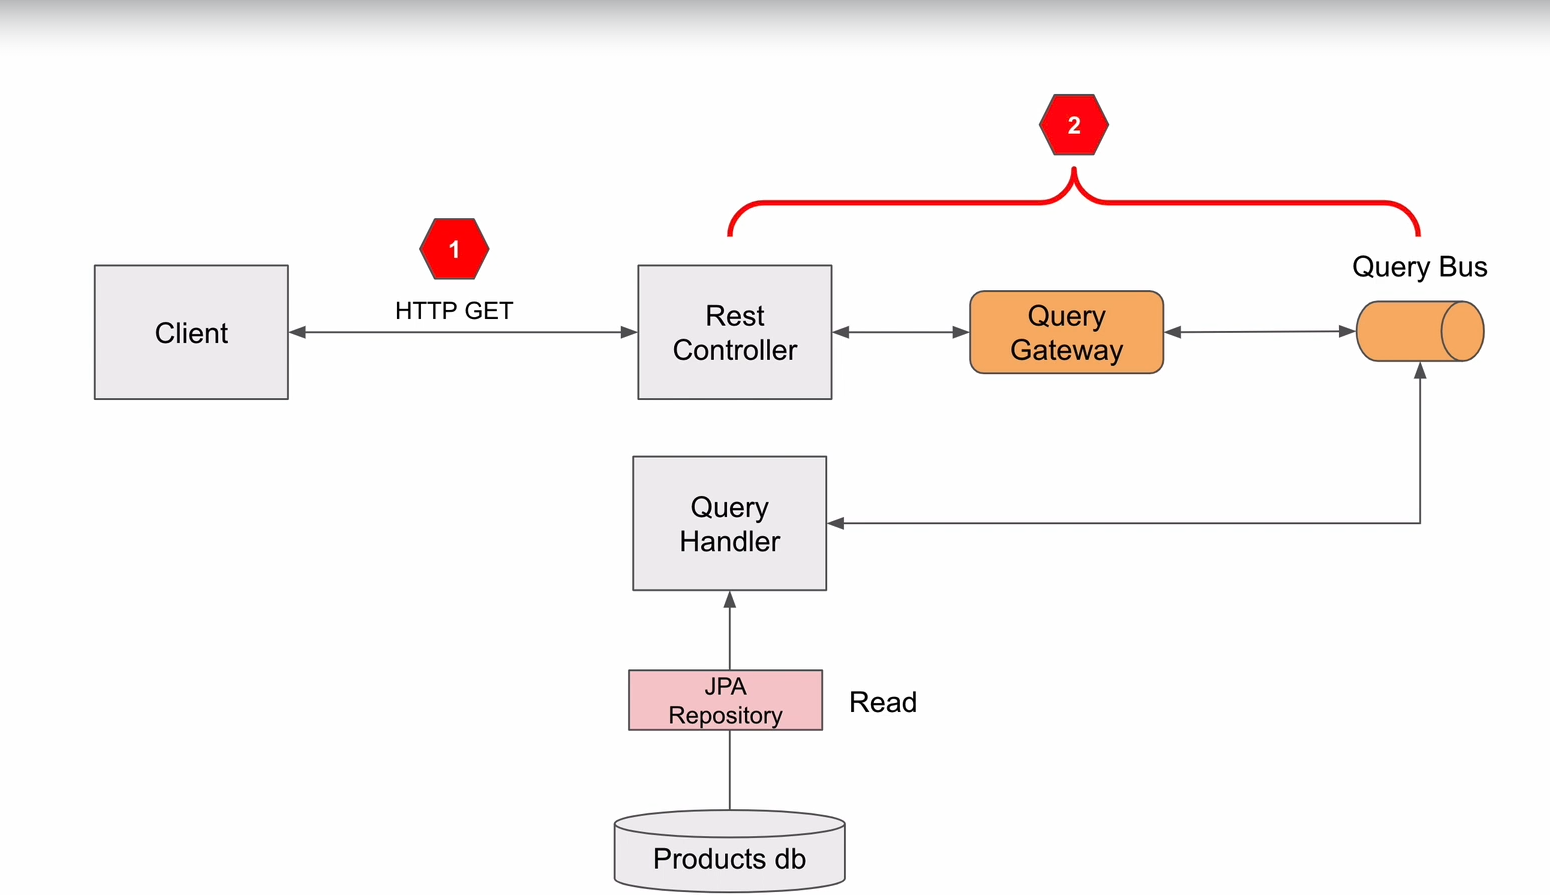 2
1
Query Bus
HTTP GET
Client
Rest
Controller
Query
Gateway
Query
Handler
JPA
Repository
Read
Products db